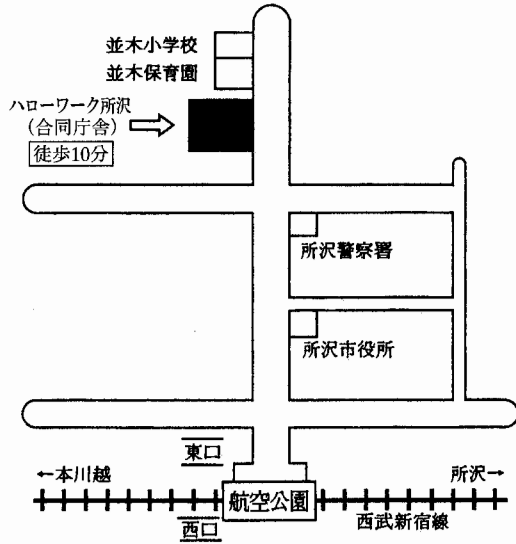 並木小学校
並木保育園
ハローワーク所沢
(合同庁舎)
徒歩10分
所沢警察署
所沢市役所
東口
←本川越
所沢→
航空公園
西口
西武新宿線